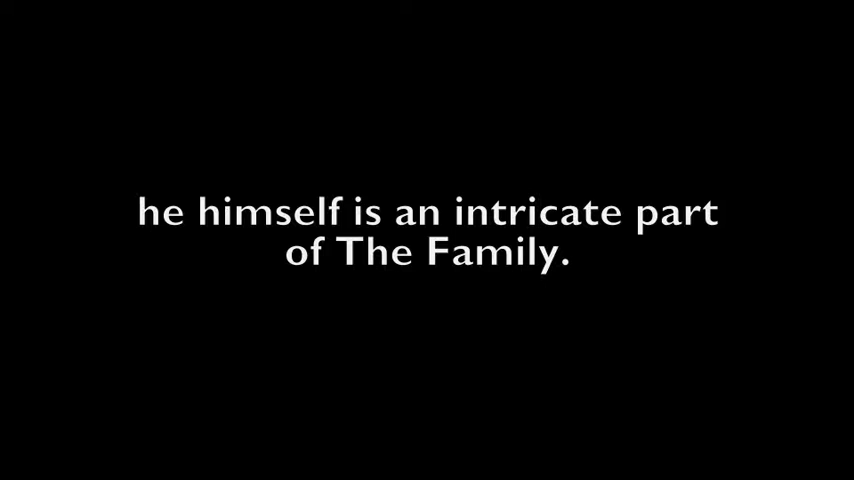 he himself is an intricate part
of The Family.